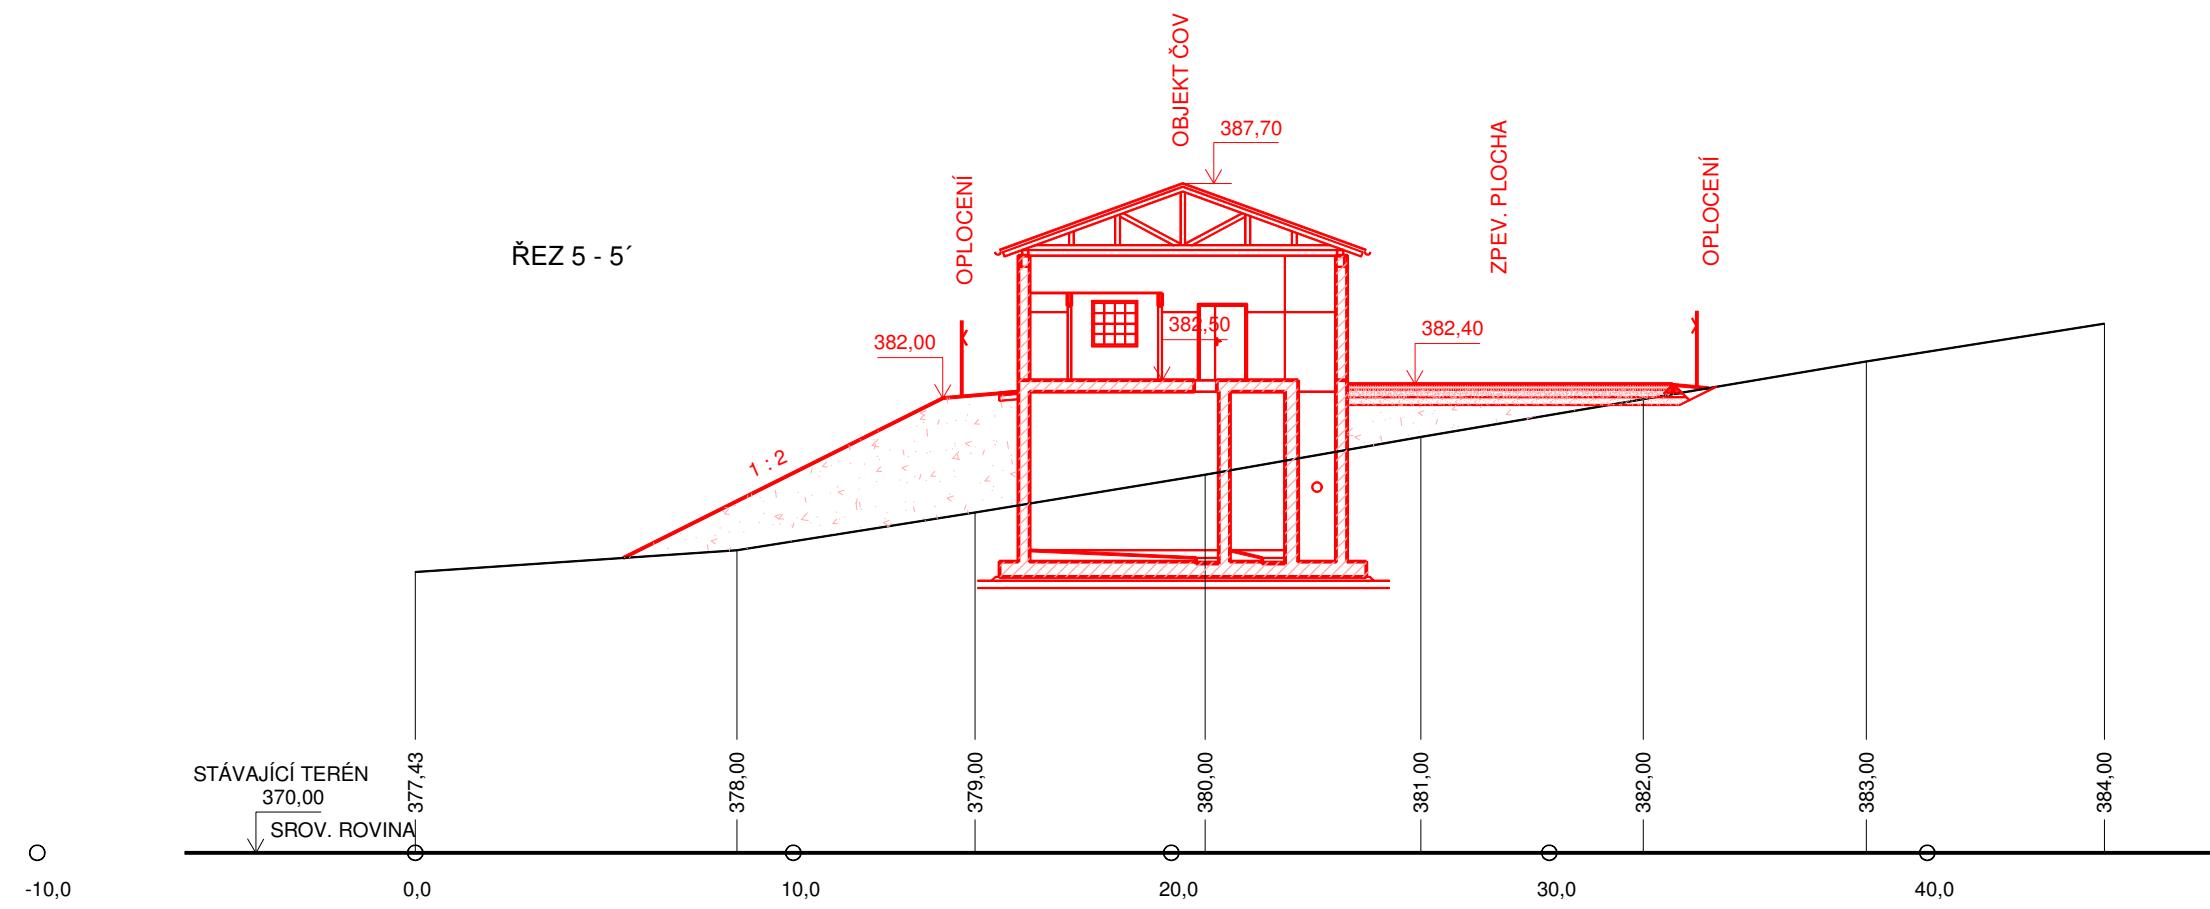 OBJEKT ČOV
387,70
OPLOCENÍ
ZPEV. PLOCHA
OPLOCENÍ
ŘEZ 5 - 5´
382,00
382,50
382,40
1 : 2
STÁVAJÍCÍ TERÉN
370,00
SROV. ROVINA
377,43
378,00
379,00
380,00
381,00
382,00
383,00
384,00
-10,0
0,0
10,0
20,0
30,0
40,0